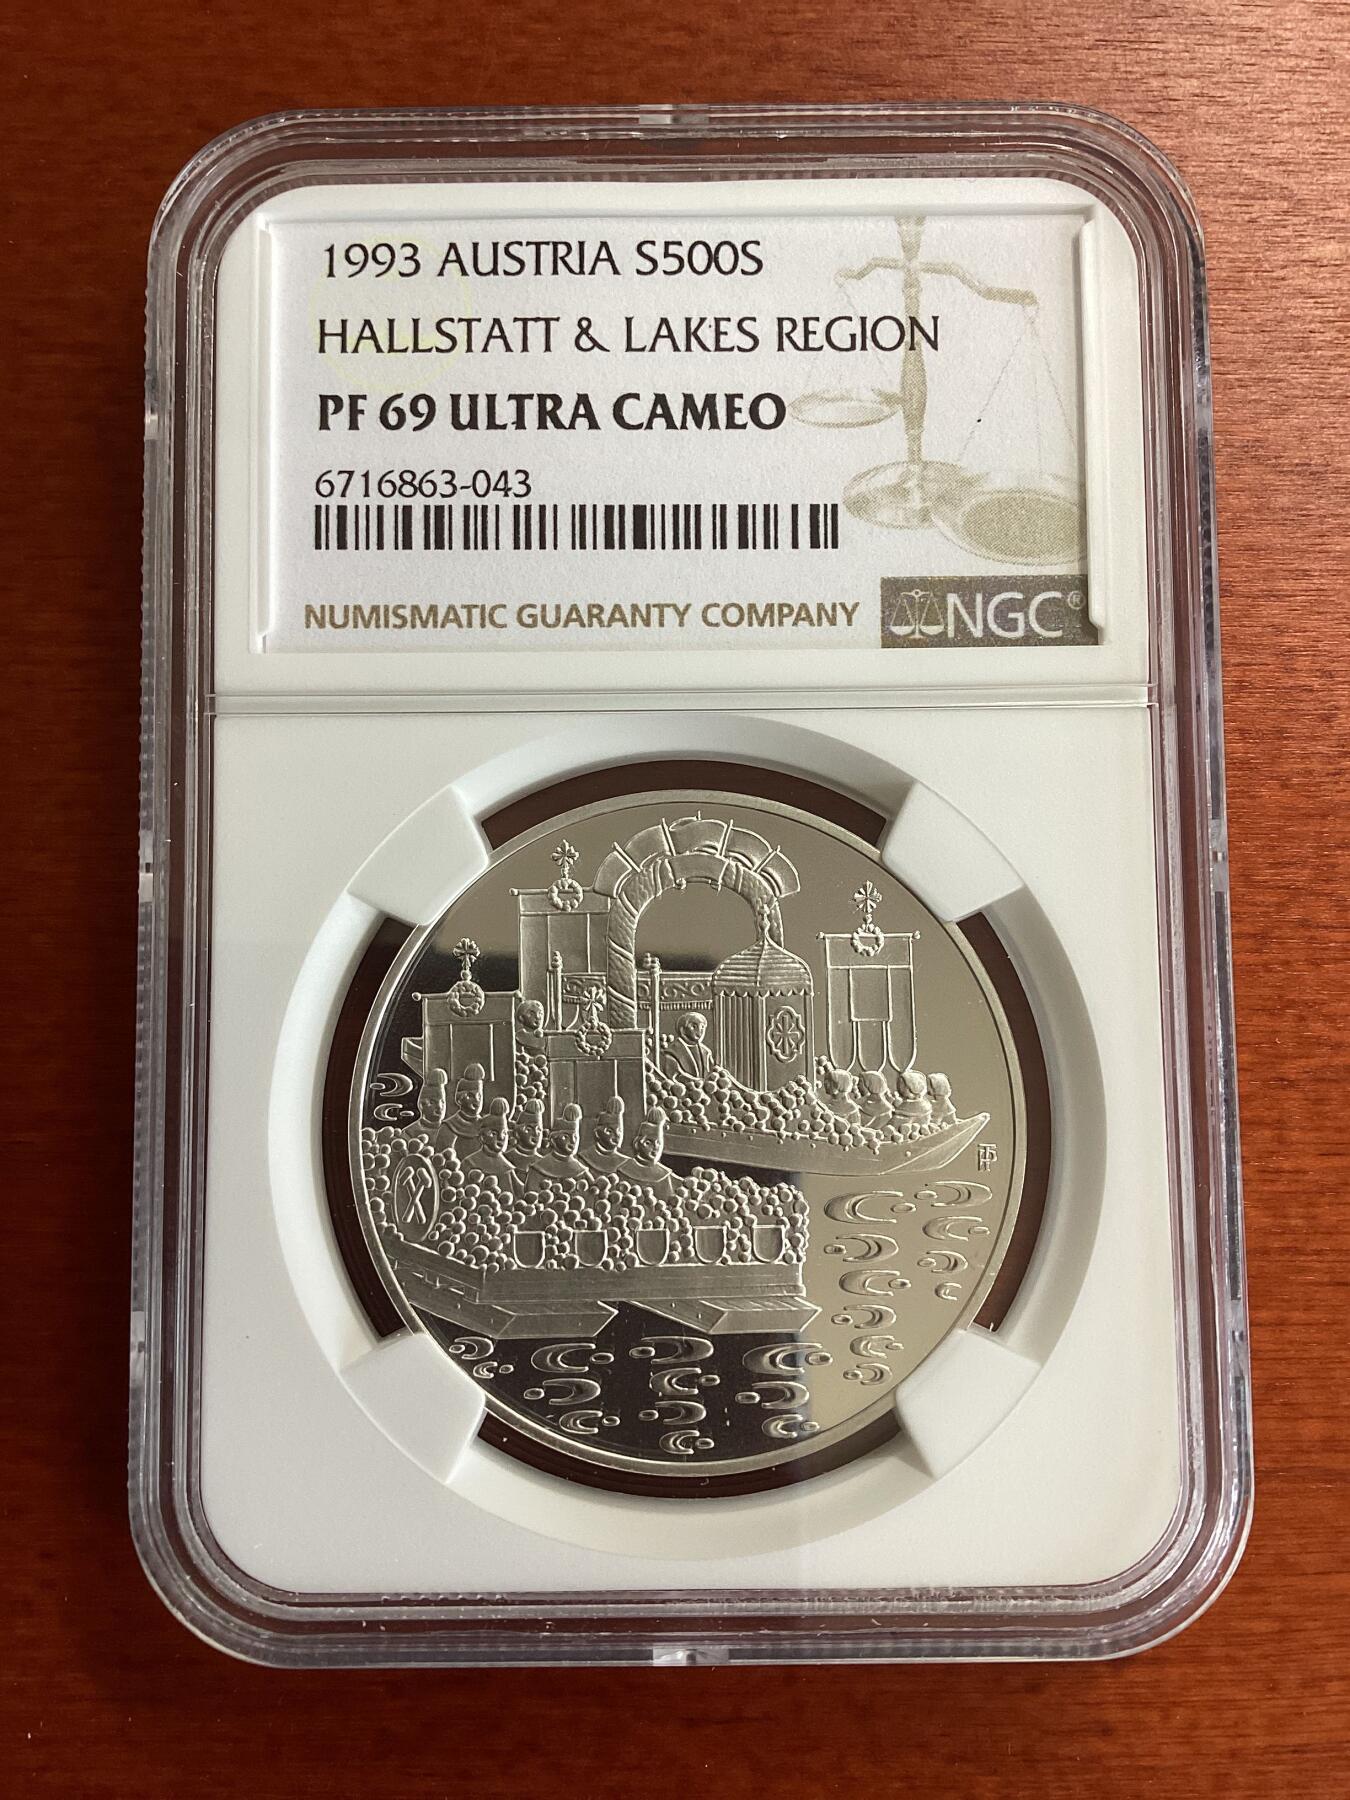 1993 AUSTRIA S500S
HALLSTATT & LAKES REGION
PF 69 ULTRA CAMEO
6716863-043
NUMISMATIC GUARANTY COMPANY
NGC®